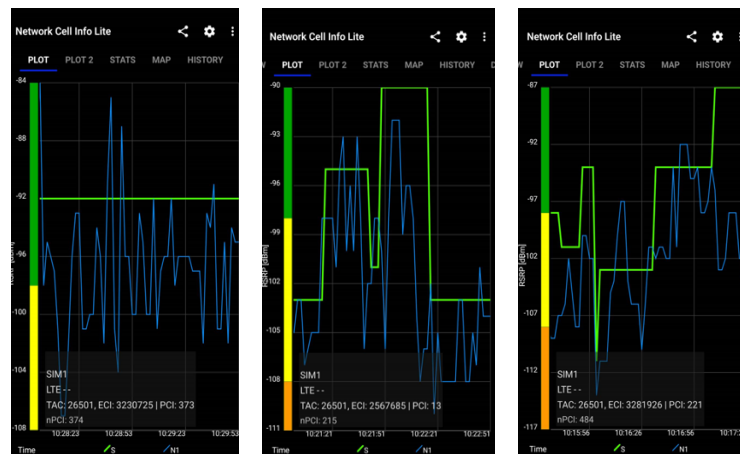 Network Cell Info Lite
PLOT PLOT 2 STATS MAP HISTORY
-84
-88
-92
-96
-100
-104
-108
RSRP [dBm]
SIM1
LTE - -
TAC: 26501, ECI: 3230725 | PCI: 373
nPCI: 374
10:28:23 10:28:53 10:29:23 10:29:53
Time S N1
Network Cell Info Lite
W PLOT PLOT 2 STATS MAP HISTORY D
-90
-93
-96
-99
-102
-105
-108
-111
RSRP [dBm]
SIM1
LTE - -
TAC: 26501, ECI: 2567685 | PCI: 13
nPCI: 215
10:21:21 10:21:51 10:22:21 10:22:51
Time S N1
Network Cell Info Lite
PLOT PLOT 2 STATS MAP HISTORY
-87
-92
-97
-102
-107
-112
-117
RSRP [dBm]
SIM1
LTE - -
TAC: 26501, ECI: 3281926 | PCI: 221
nPCI: 484
10:15:56 10:16:26 10:16:56 10:17:2
Time S N1